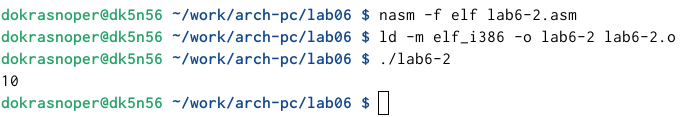 dokrasnoper@dk5n56 ~/work/arch-pc/lab06 $ nasm -f elf lab6-2.asm
dokrasnoper@dk5n56 ~/work/arch-pc/lab06 $ ld -m elf_i386 -o lab6-2 lab6-2.o
dokrasnoper@dk5n56 ~/work/arch-pc/lab06 $ ./lab6-2
10
dokrasnoper@dk5n56 ~/work/arch-pc/lab06 $